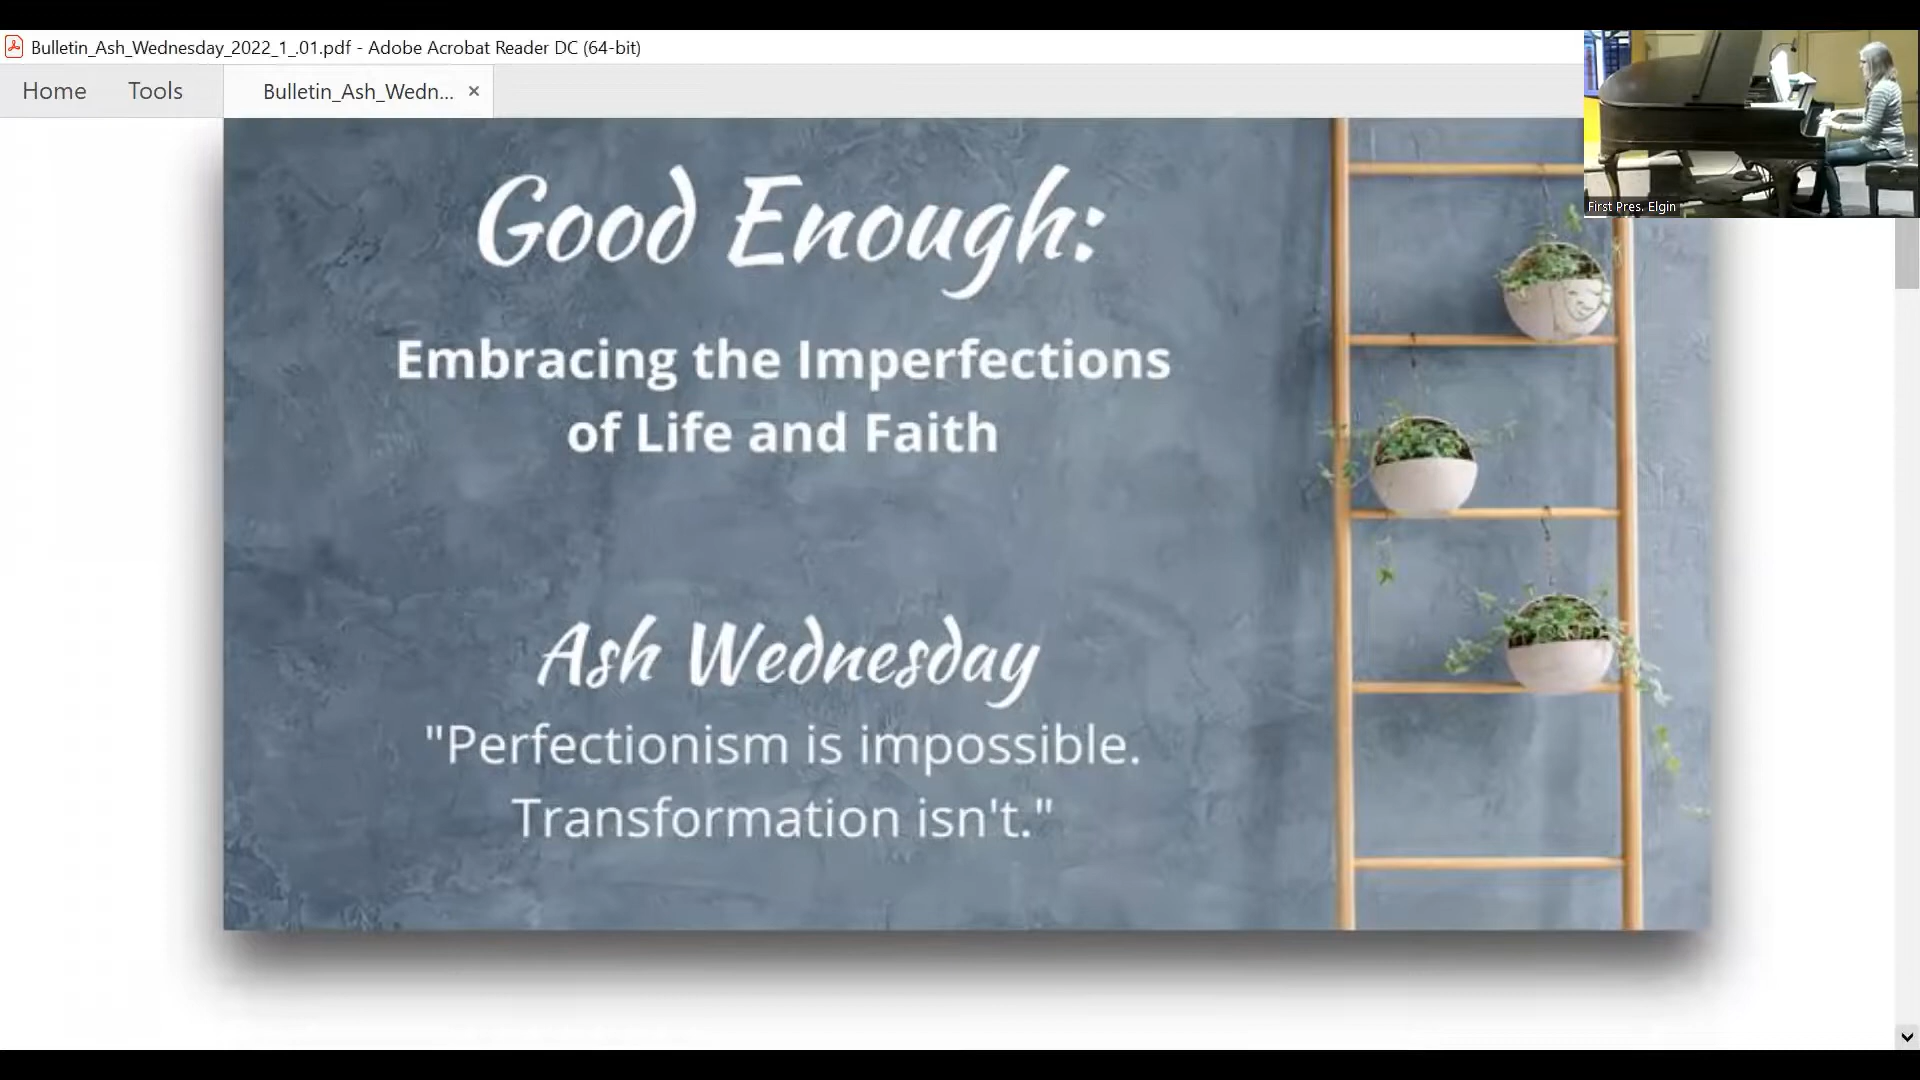 Bulletin_Ash_Wednesday_2022_1_.01.pdf - Adobe Acrobat Reader DC (64-bit)
Home Tools Bulletin_Ash_Wedn... ×
First Pres. Elgin
Good Enough:
Embracing the Imperfections
of Life and Faith
Ash Wednesday
"Perfectionism is impossible.
Transformation isn't."